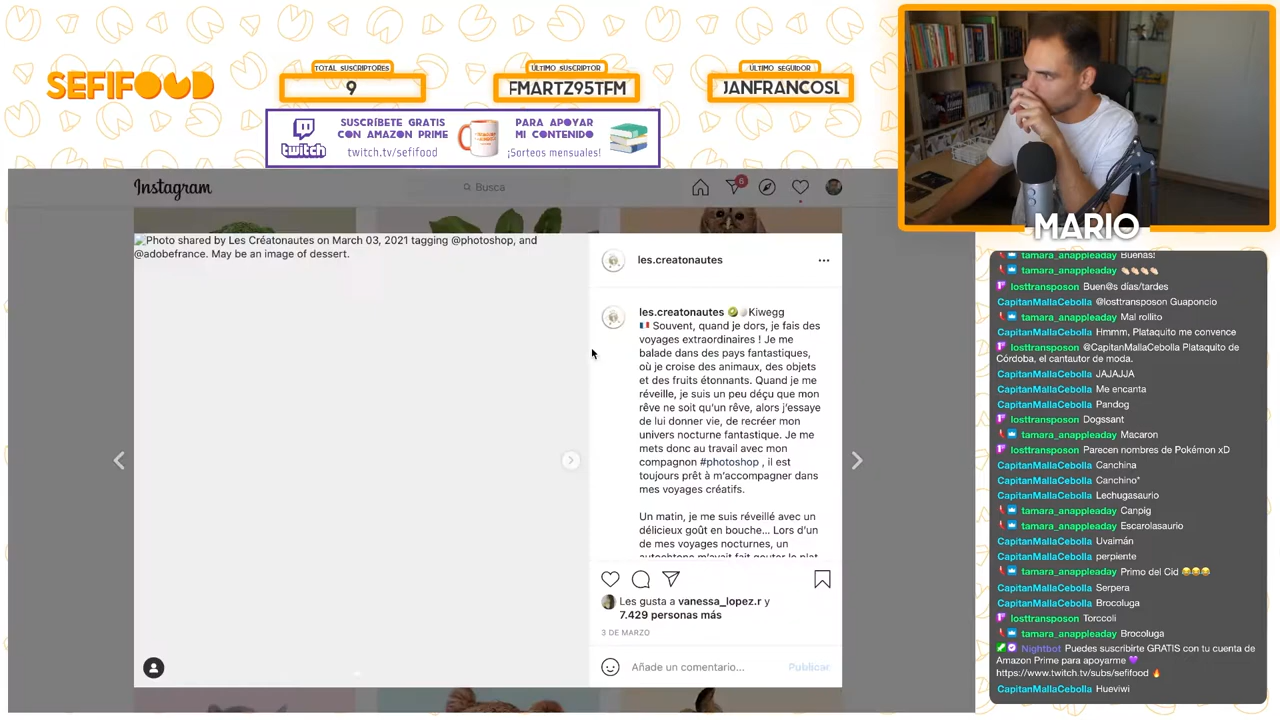 SEFIFOOD
TOTAL SUSCRIPTORES
9
ÚLTIMO SUSCRIPTOR
FMARTZ95TFM
ÚLTIMO SEGUIDOR
JANFRANCOSL
twitch
SUSCRÍBETE GRATIS
CON AMAZON PRIME
twitch.tv/sefifood
PARA APOYAR
MI CONTENIDO
¡Sorteos mensuales!
MARIO
Instagram
Busca
6
Photo shared by Les Créatonautes on March 03, 2021 tagging @photoshop, and
@adobefrance. May be an image of dessert.
les.creatonautes
les.creatonautes 🥝🥚Kiwegg
🇫🇷 Souvent, quand je dors, je fais des
voyages extraordinaires ! Je me
balade dans des pays fantastiques,
où je croise des animaux, des objets
et des fruits étonnants. Quand je me
réveille, je suis un peu déçu que mon
rêve ne soit qu'un rêve, alors j'essaye
de lui donner vie, de recréer mon
univers nocturne fantastique. Je me
mets donc au travail avec mon
compagnon #photoshop , il est
toujours prêt à m'accompagner dans
mes voyages créatifs.
Un matin, je me suis réveillé avec un
délicieux goût en bouche... Lors d'un
de mes voyages nocturnes, un
autochtone m'avait fait gouter le plat
Les gusta a vanessa_lopez.r y
7.429 personas más
3 DE MARZO
Añade un comentario...
Publicar
tamara_anappleaday Buenas!
tamara_anappleaday 👏🏻👏🏻👏🏻👏🏻
losttransposon Buen@s días/tardes
CapitanMallaCebolla @losttransposon Guaponcio
tamara_anappleaday Mal rollito
CapitanMallaCebolla Hmmm, Plataquito me convence
losttransposon @CapitanMallaCebolla Plataquito de
Córdoba, el cantautor de moda.
CapitanMallaCebolla JAJAJJA
CapitanMallaCebolla Me encanta
CapitanMallaCebolla Pandog
losttransposon Dogssant
tamara_anappleaday Macaron
losttransposon Parecen nombres de Pokémon xD
CapitanMallaCebolla Canchina
CapitanMallaCebolla Canchino*
CapitanMallaCebolla Lechugasaurio
tamara_anappleaday Canpig
tamara_anappleaday Escarolasaurio
CapitanMallaCebolla Uvaimán
CapitanMallaCebolla perpiente
tamara_anappleaday Primo del Cid 😂😂😂
CapitanMallaCebolla Serpera
CapitanMallaCebolla Brocoluga
losttransposon Torccoli
tamara_anappleaday Brocoluga
Nightbot Puedes suscribirte GRATIS con tu cuenta de
Amazon Prime para apoyarme 💜
https://www.twitch.tv/subs/sefifood 🔥
CapitanMallaCebolla Hueviwi